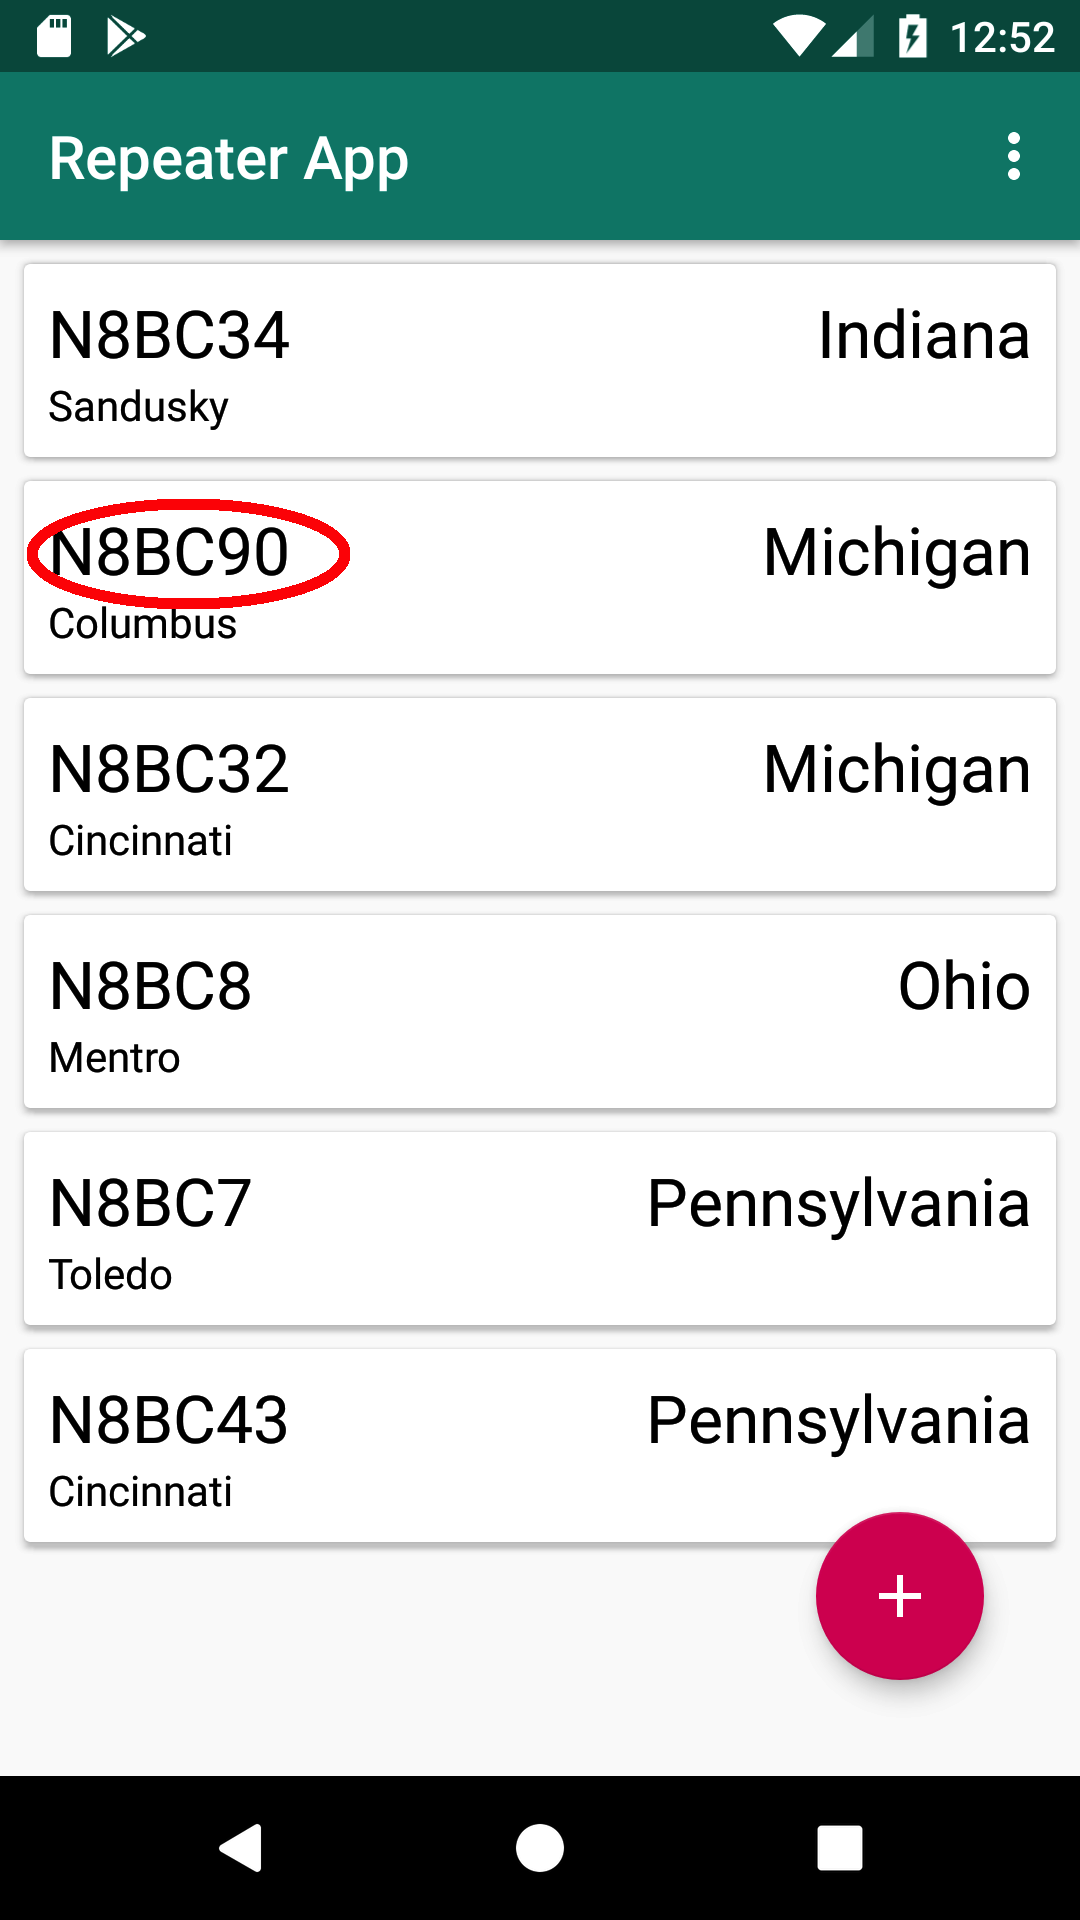 12:52
Repeater App
N8BC34 Indiana
Sandusky
N8BC90 Michigan
Columbus
N8BC32 Michigan
Cincinnati
N8BC8 Ohio
Mentro
N8BC7 Pennsylvania
Toledo
N8BC43 Pennsylvania
Cincinnati